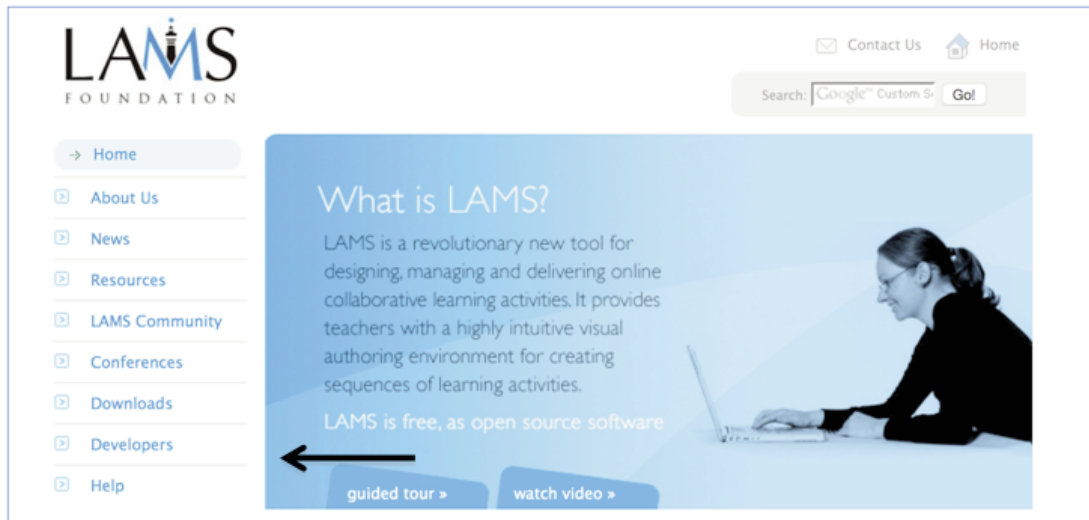 LAMS
FOUNDATION
Contact Us
Home
Search: Google™ Custom S
Go!
Home
About Us
News
Resources
LAMS Community
Conferences
Downloads
Developers
Help
What is LAMS?
LAMS is a revolutionary new tool for
designing, managing and delivering online
collaborative learning activities. It provides
teachers with a highly intuitive visual
authoring environment for creating
sequences of learning activities.
LAMS is free, as open source software
guided tour »
watch video »